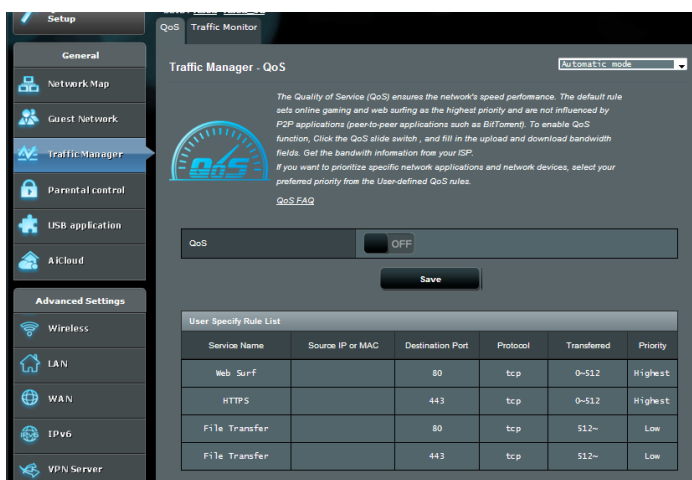 Setup
General
Network Map
Guest Network
Traffic Manager
Parental control
USB application
AiCloud
Advanced Settings
Wireless
LAN
WAN
IPv6
VPN Server
QoS Traffic Monitor
Traffic Manager - QoS
Automatic mode
The Quality of Service (QoS) ensures the network's speed performance. The default rule
sets online gaming and web surfing as the highest priority and are not influenced by
P2P applications (peer-to-peer applications such as BitTorrent). To enable QoS
function, Click the QoS slide switch , and fill in the upload and download bandwidth
fields. Get the bandwith information from your ISP.
If you want to prioritize specific network applications and network devices, select your
preferred priority from the User-defined QoS rules.
QoS FAQ
QoS
QoS OFF
Save
User Specify Rule List
Service Name Source IP or MAC Destination Port Protocol Transferred Priority
Web Surf 80 tcp 0~512 Highest
HTTPS 443 tcp 0~512 Highest
File Transfer 80 tcp 512~ Low
File Transfer 443 tcp 512~ Low